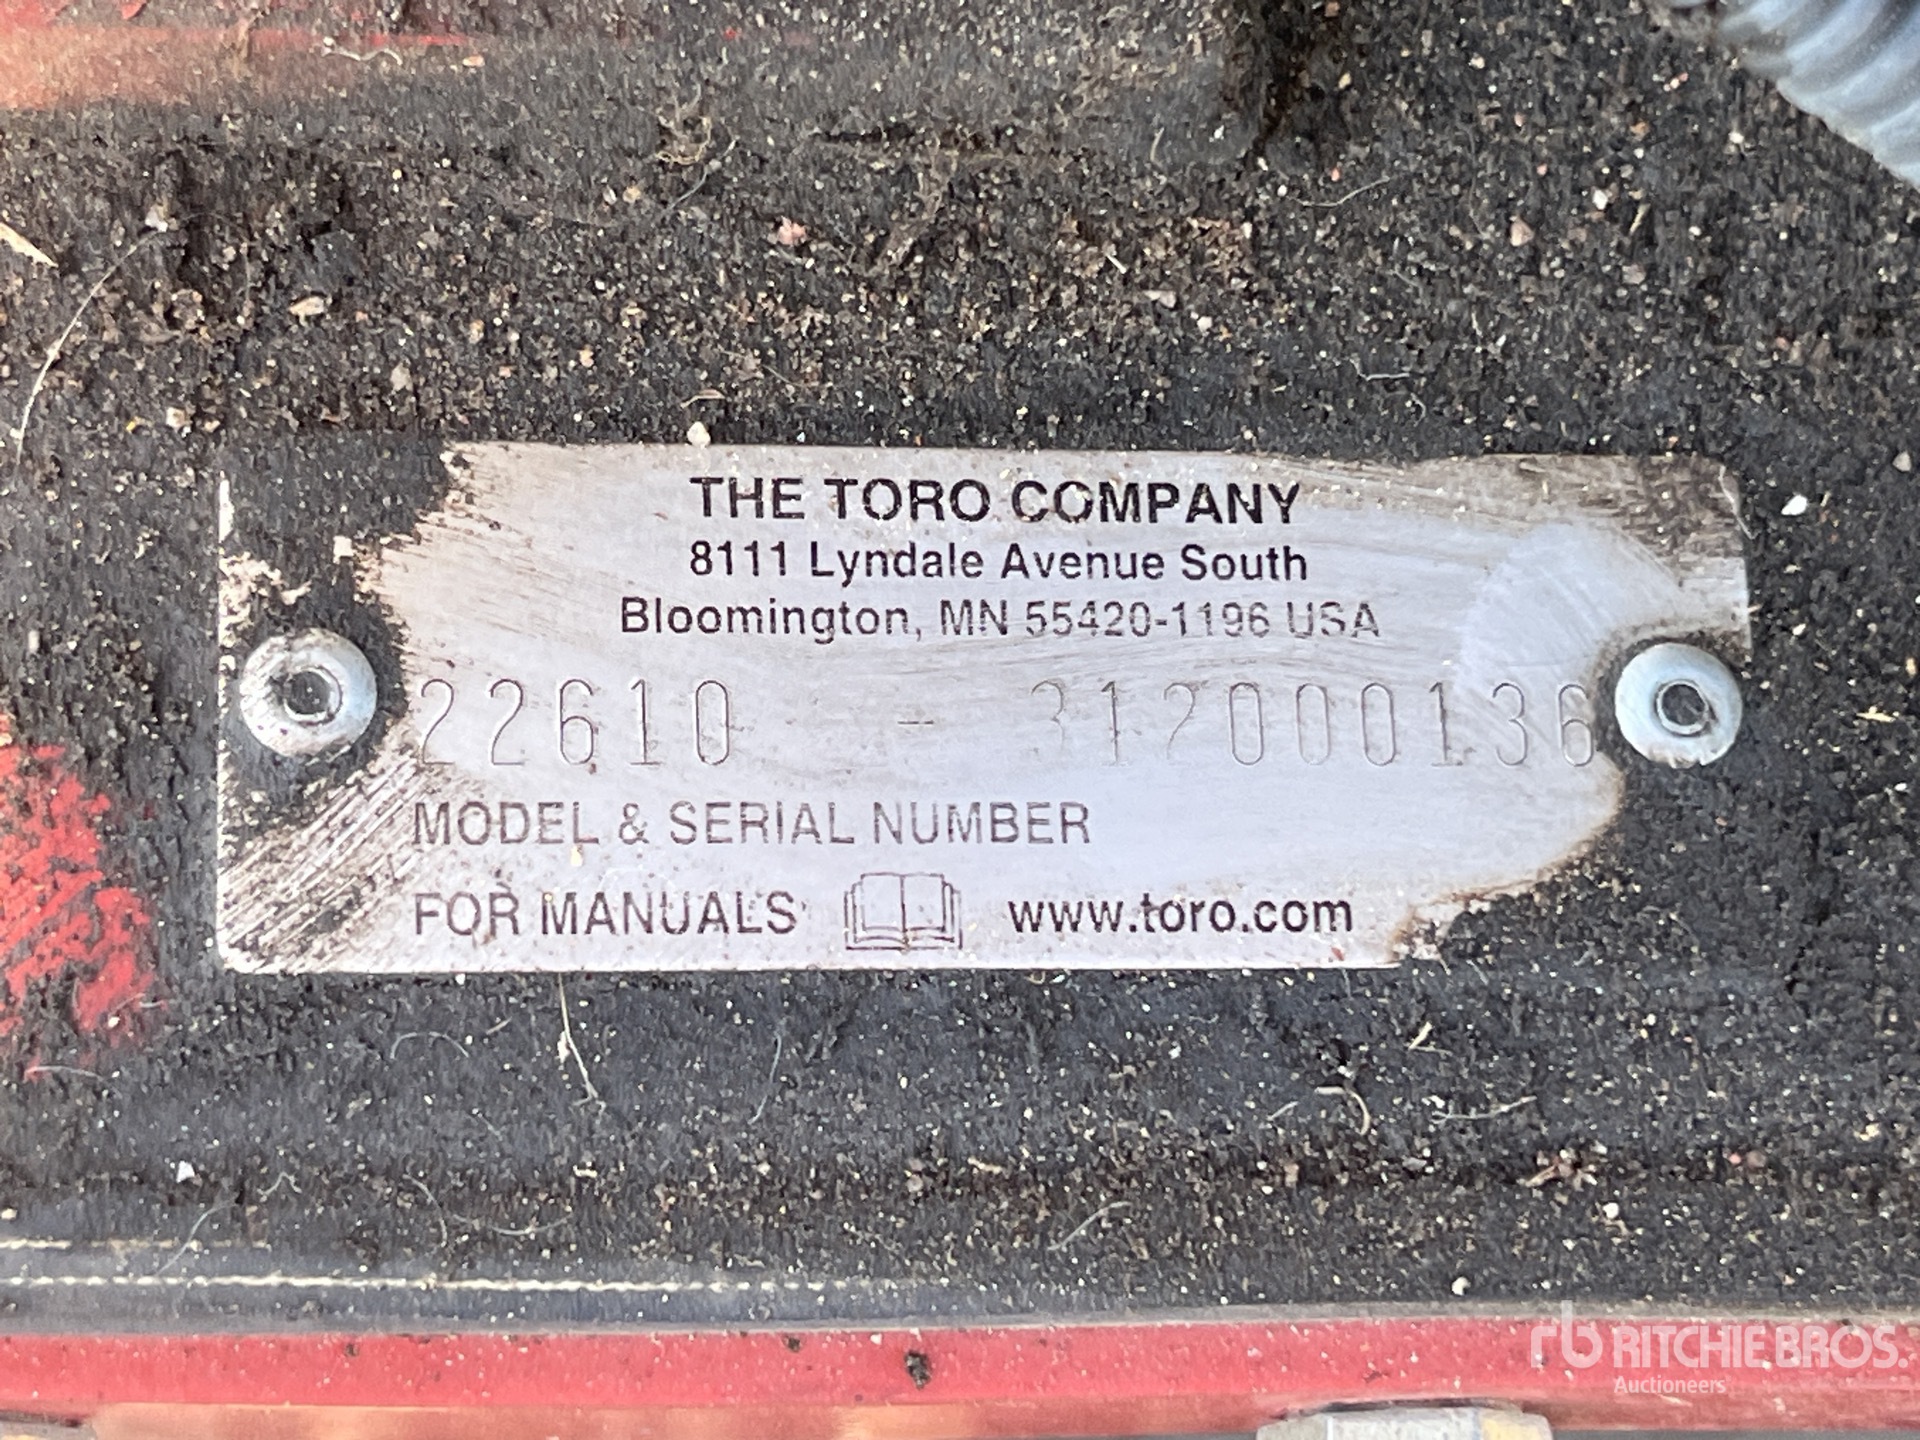 THE TORO COMPANY
8111 Lyndale Avenue South
Bloomington, MN 55420-1196 USA
22610 - 312000136
MODEL & SERIAL NUMBER
FOR MANUALS www.toro.com
rb RITCHIE BROS.
Auctioneers